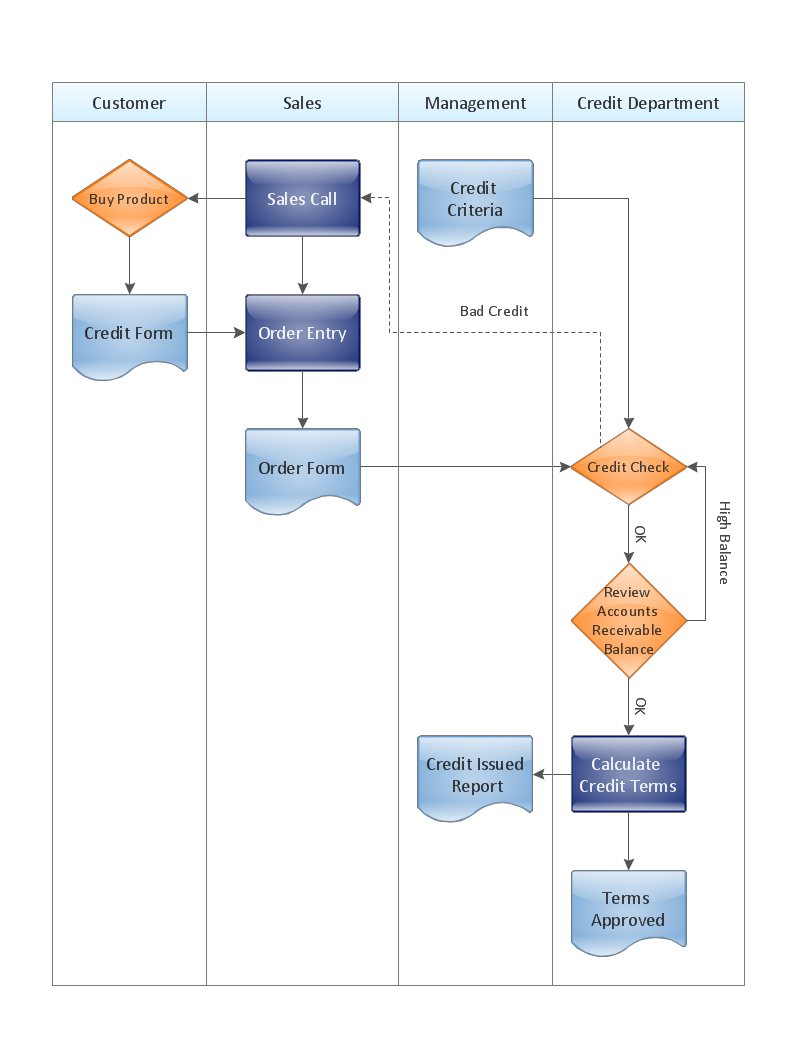 Customer
Sales
Management
Credit Department
Buy Product
Sales Call
Credit
Criteria
Bad Credit
Credit Form
Order Entry
Order Form
Credit Check
OK
High Balance
Review
Accounts
Receivable
Balance
OK
Credit Issued
Report
Calculate
Credit Terms
Terms
Approved